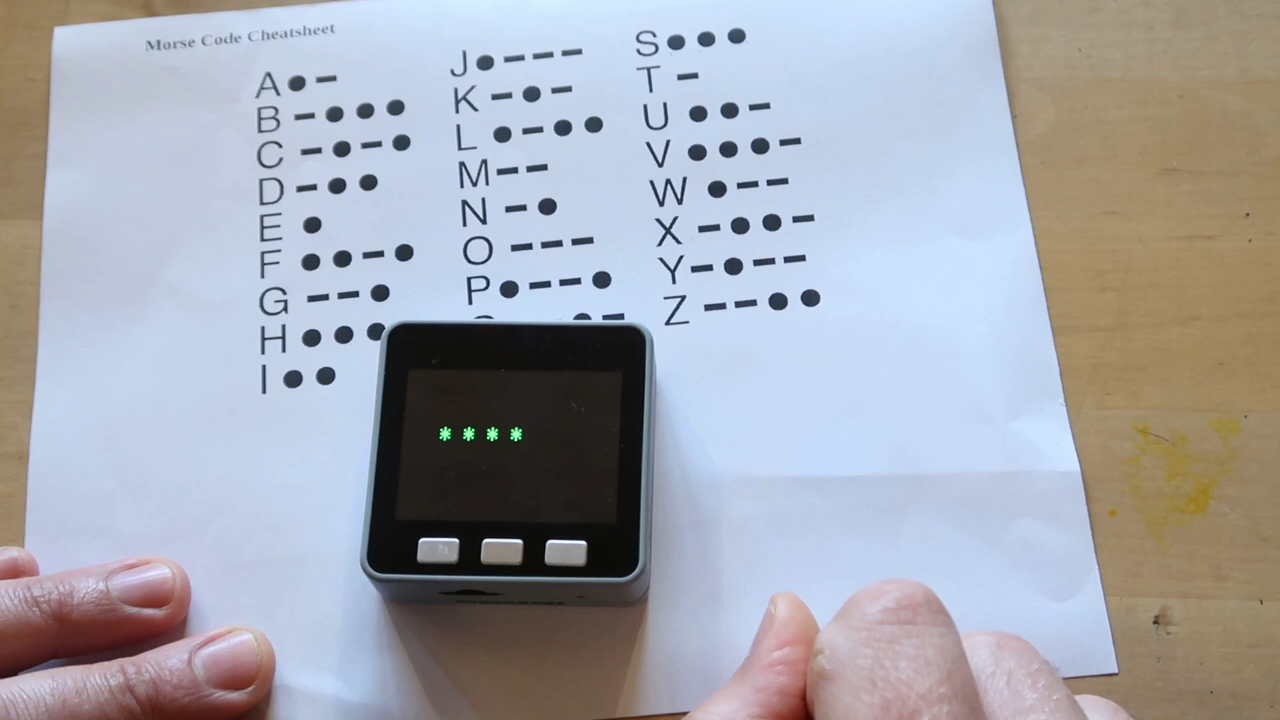 Morse Code Cheatsheet
A ● –
B – ● ● ●
C – ● – ●
D – ● ●
E ●
F ● ● – ●
G – – ●
H ● ● ●
I ● ●
J ● – – –
K – ● –
L ● – ● ●
M – –
N – ●
O – – –
P ● – – ●
S ● ● ●
T –
U ● ● –
V ● ● ● –
W ● – –
X – ● ● –
Y – ● – –
Z – – ● ●
****